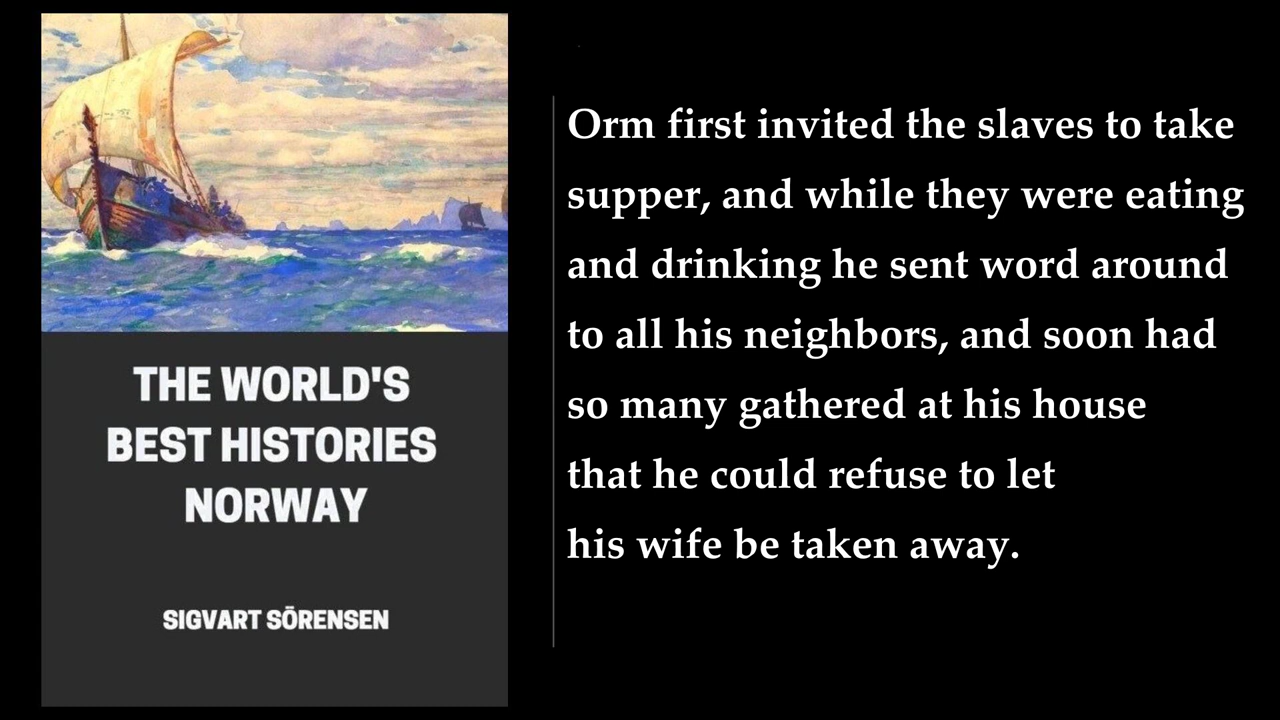 THE WORLD'S
BEST HISTORIES
NORWAY
SIGVART SÖRENSEN
Orm first invited the slaves to take
supper, and while they were eating
and drinking he sent word around
to all his neighbors, and soon had
so many gathered at his house
that he could refuse to let
his wife be taken away.